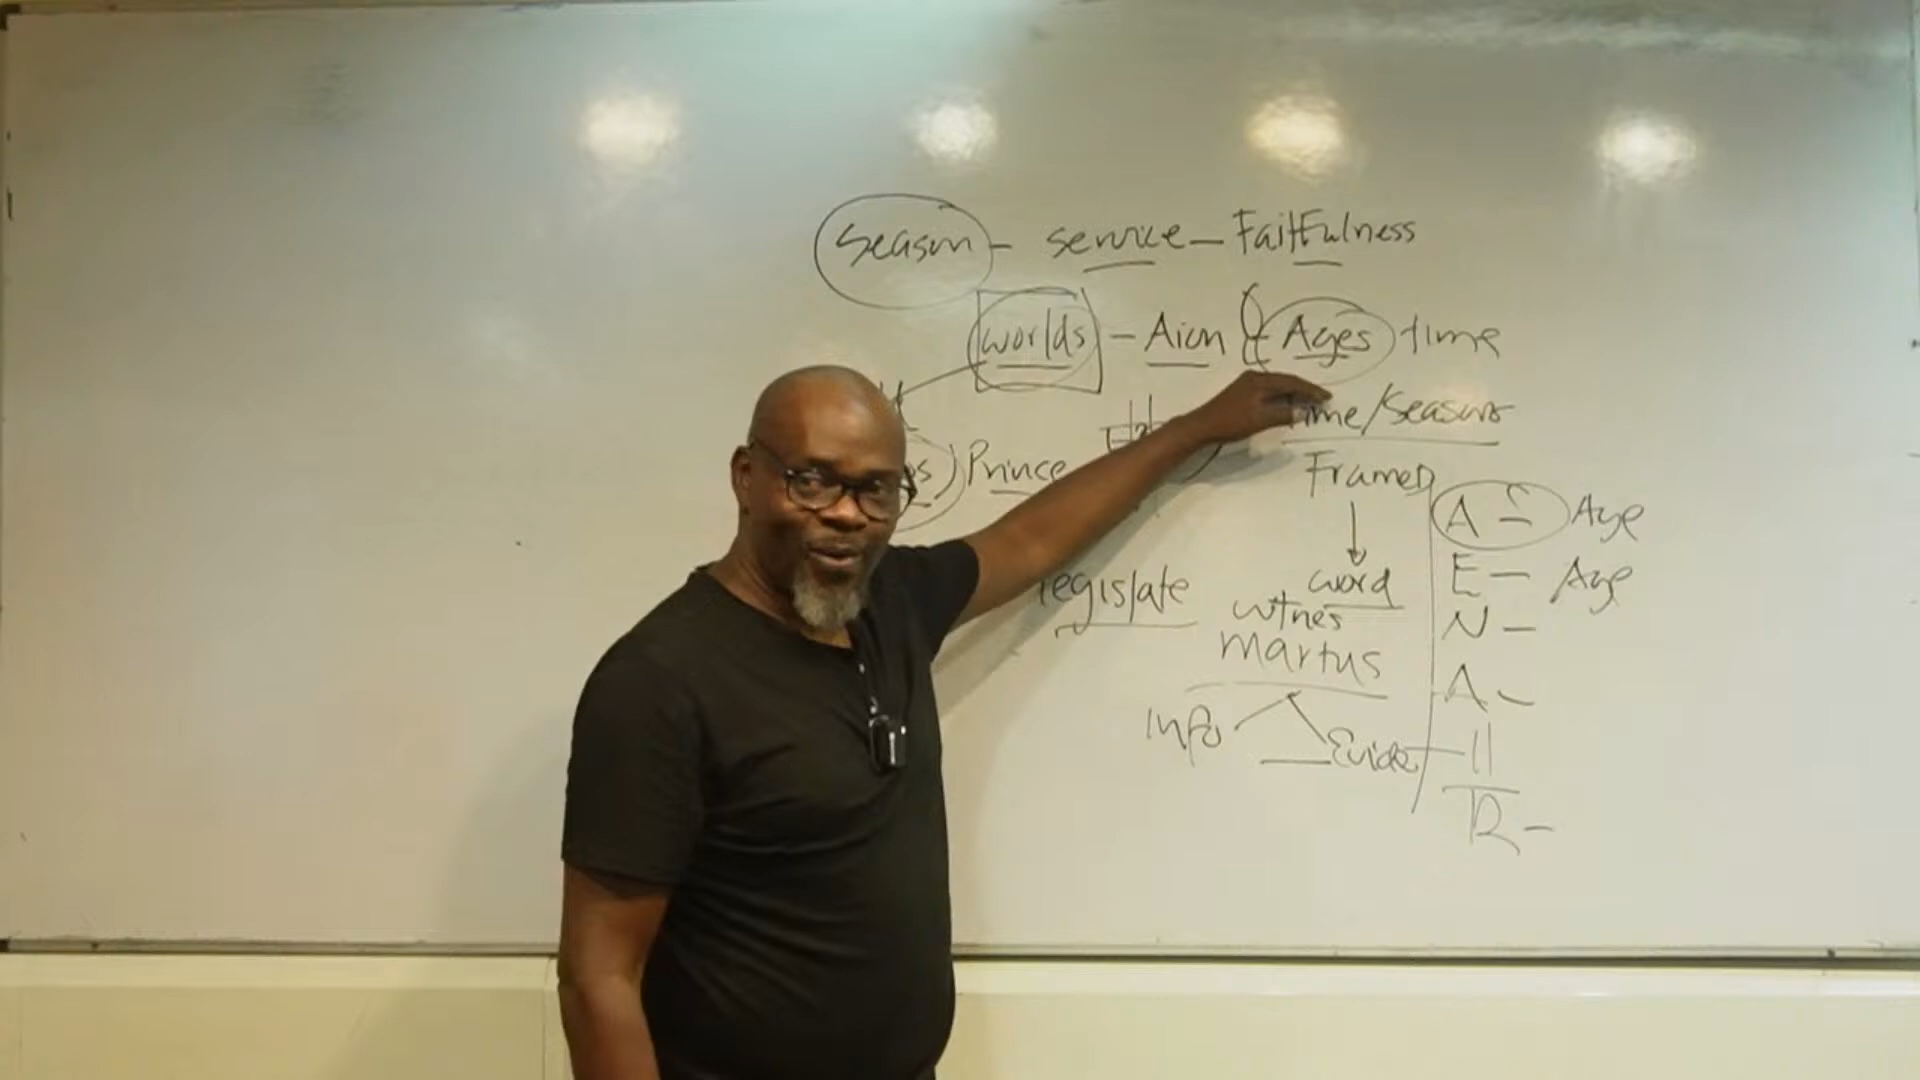 Season - service - Faitfulness
worlds - Aion Ages time
Time/Seasons
Prince
Framed
A - Age
legislate
word
E - Age
witnes
N -
martus
A -
Info
Evide
11
R -